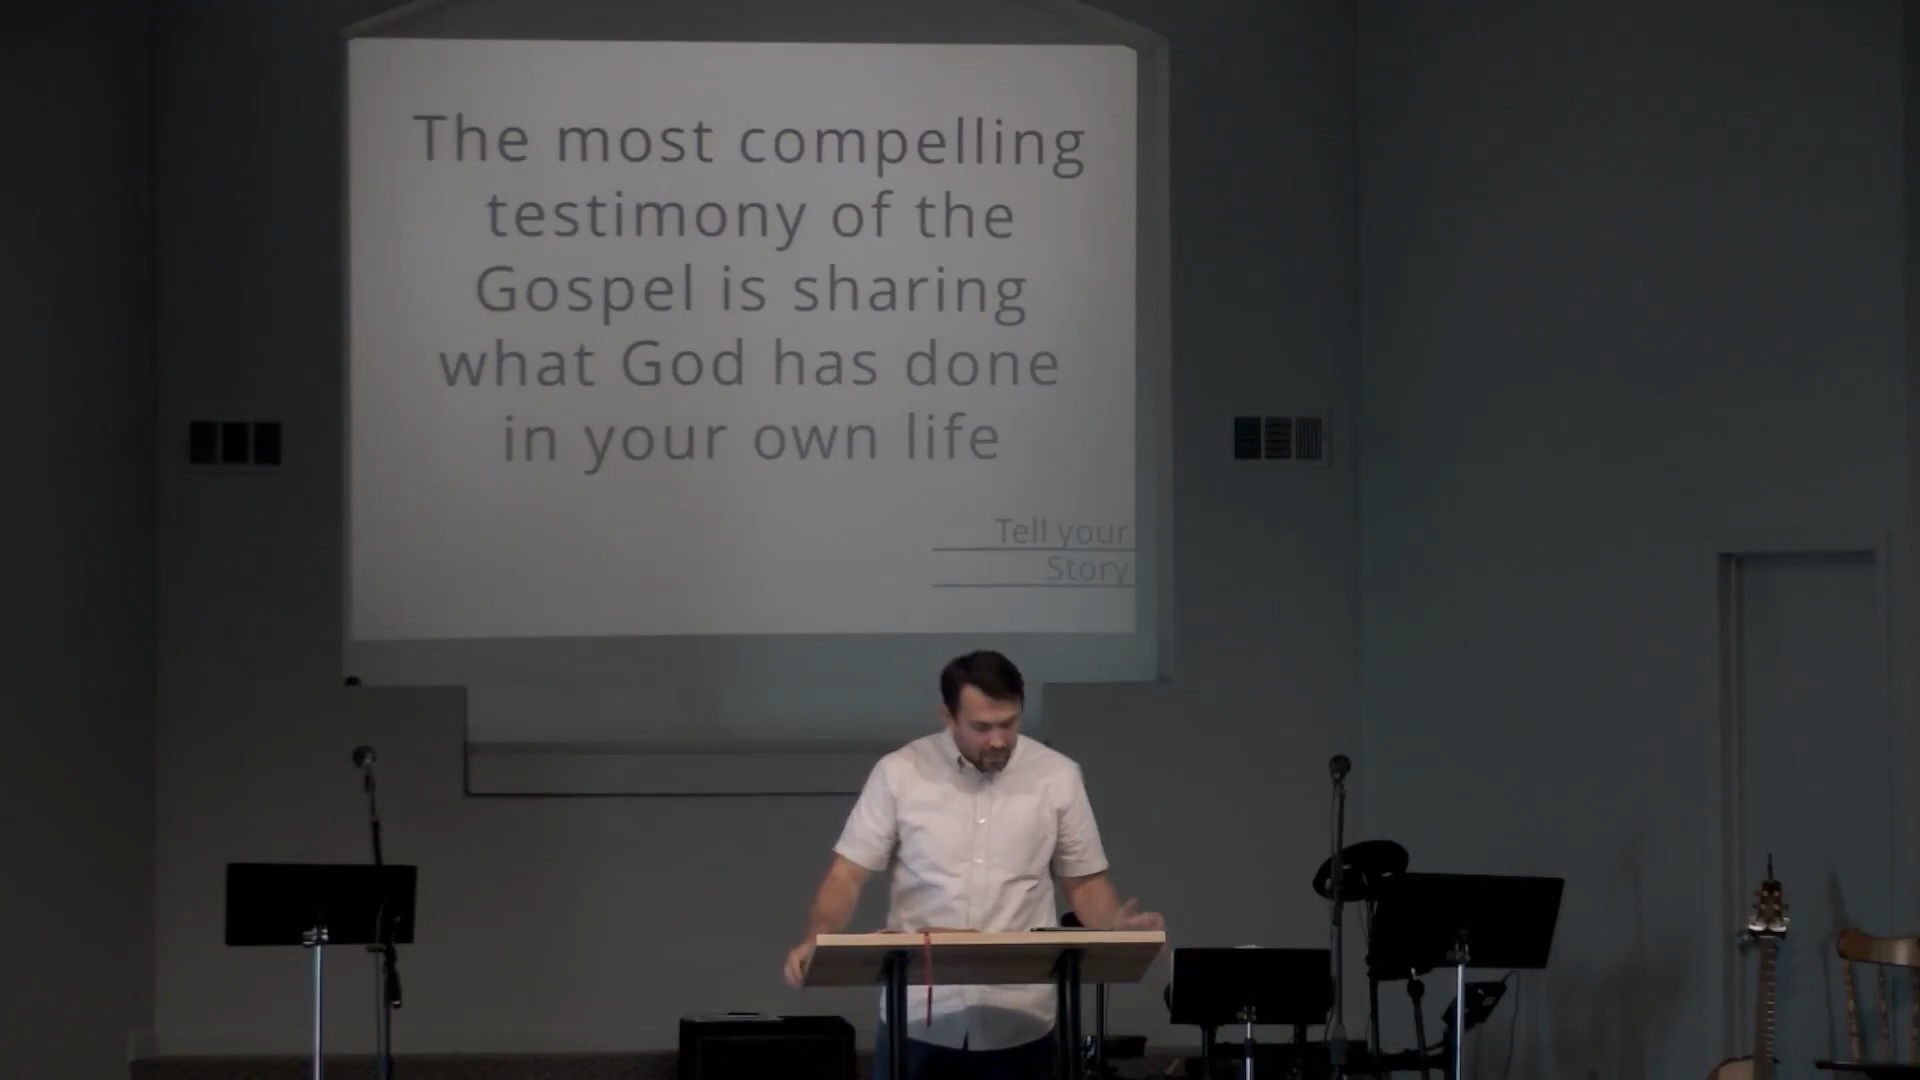 The most compelling
testimony of the
Gospel is sharing
what God has done
in your own life
Tell your
Story